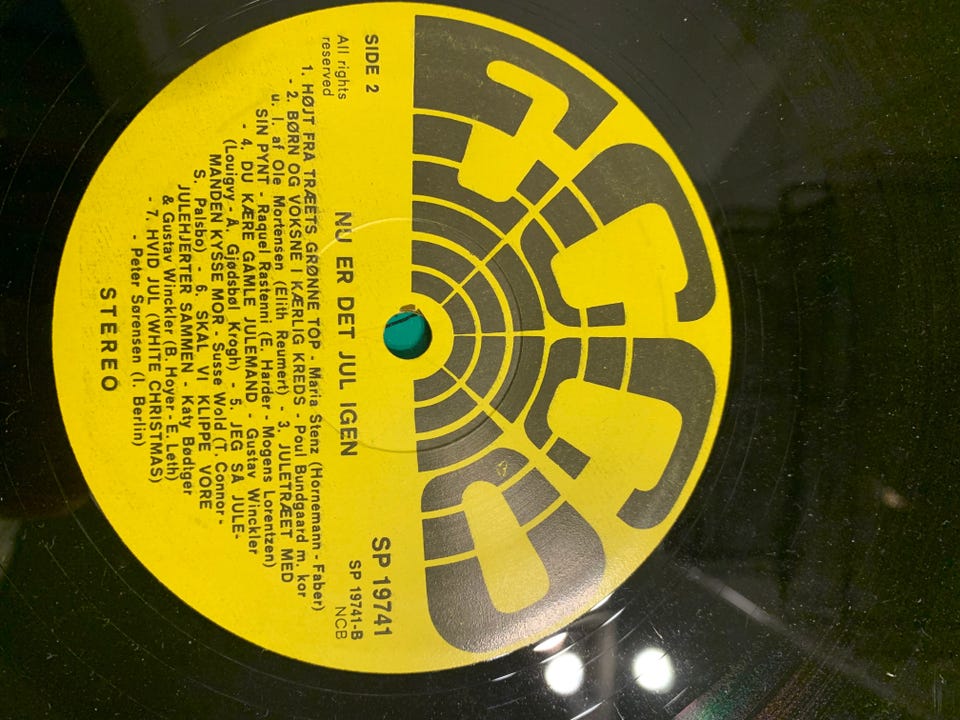 SIDE 2
All rights
reserved
NU ER DET JUL IGEN
SP 19741
SP 19741-B
NCB
1. HØJT FRA TRÆETS GRØNNE TOP - Maria Stenz (Hornemann - Faber)
- 2. BØRN OG VOKSNE I KÆRLIG KREDS - Poul Bundgaard m. kor
u. l. af Ole Mortensen (Elith Reumert) - 3. JULETRÆET MED
SIN PYNT - Raquel Rastenni (E. Harder - Mogens Lorentzen)
- 4. DU KÆRE GAMLE JULEMAND - Gustav Winckler
(Louigvy - A. Gjødsbøl Krogh) - 5. JEG SÅ JULE-
MANDEN KYSSE MOR - Susse Wold (T. Connor -
S. Palsbo) - 6. SKAL VI KLIPPE VORE
JULEHJERTER SAMMEN - Katy Bødtger
& Gustav Winckler (B. Hoyer - E. Leth)
- 7. HVID JUL (WHITE CHRISTMAS)
- Peter Sørensen (I. Berlin)
STEREO